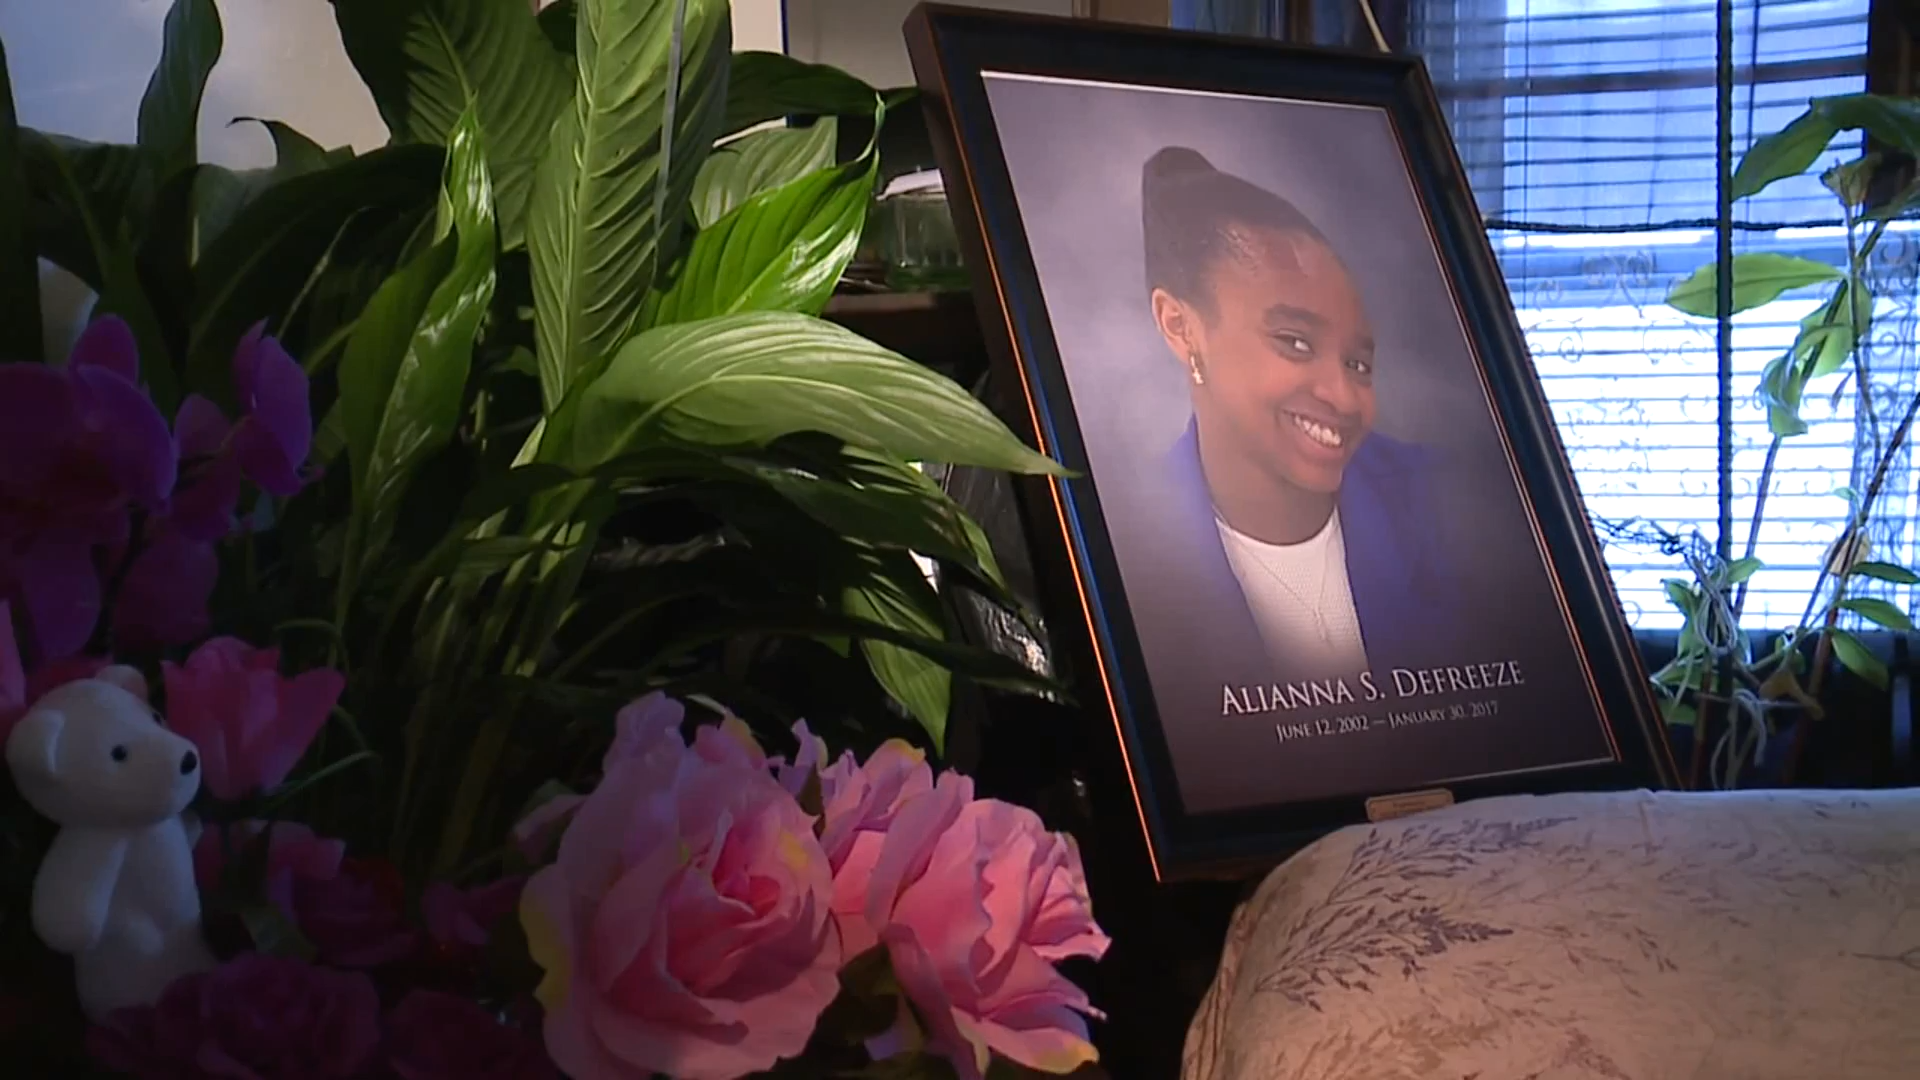 ALIANNA S. DEFREEZE
JUNE 12, 2002 — JANUARY 30, 2017